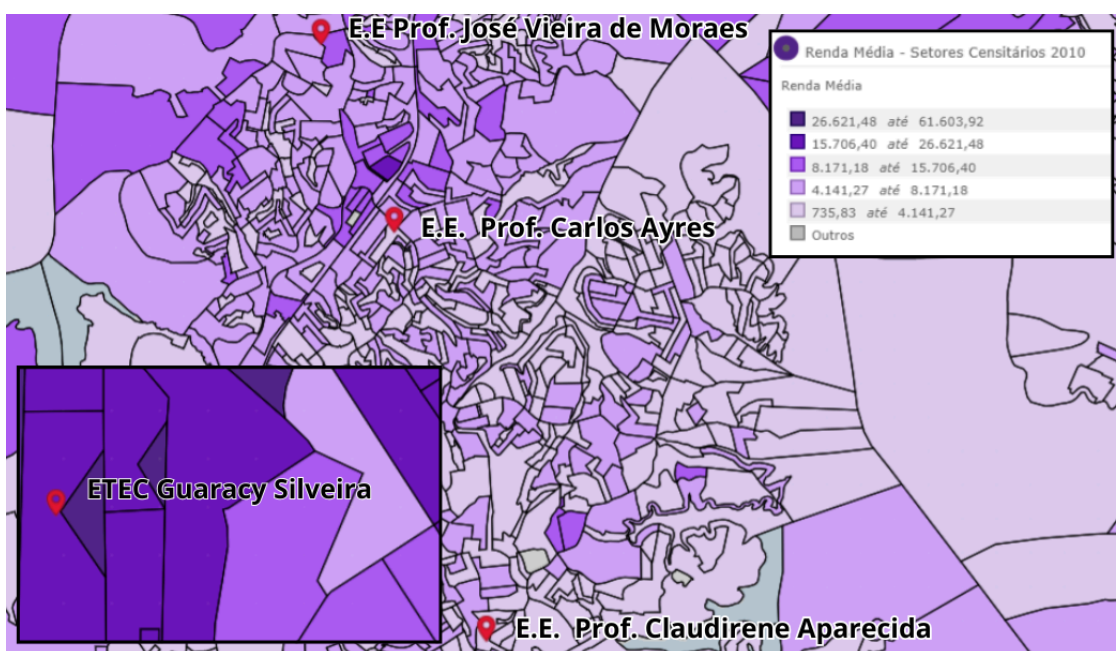 E.E Prof. José Vieira de Moraes
Renda Média - Setores Censitários 2010
Renda Média
26.621,48 até 61.603,92
15.706,40 até 26.621,48
8.171,18 até 15.706,40
4.141,27 até 8.171,18
735,83 até 4.141,27
Outros
E.E. Prof. Carlos Ayres
ETEC Guaracy Silveira
E.E. Prof. Claudirene Aparecida